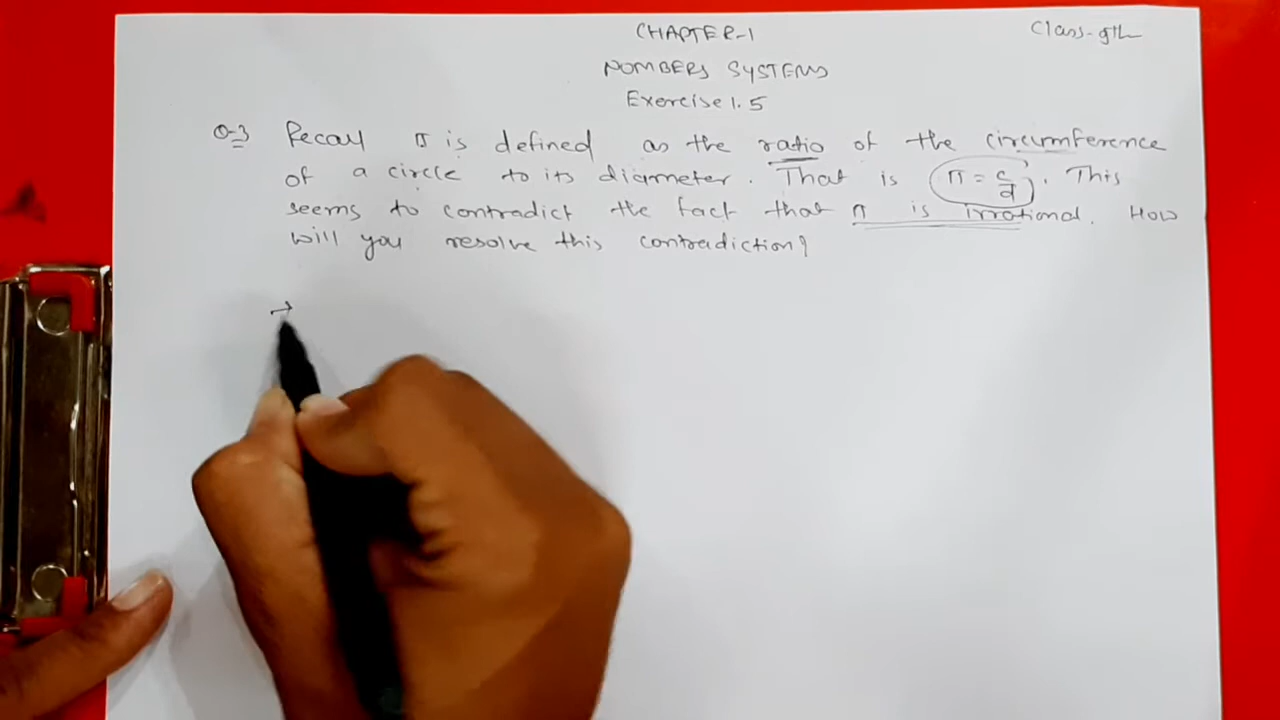 CHAPTER-1
Class-9th
NUMBERS SYSTEMS
Exercise 1.5
Q-3 Recall π is defined as the ratio of the circumference
of a circle to its diameter. That is π = c/d. This
seems to contradict the fact that π is irrational. How
will you resolve this contradiction?
→